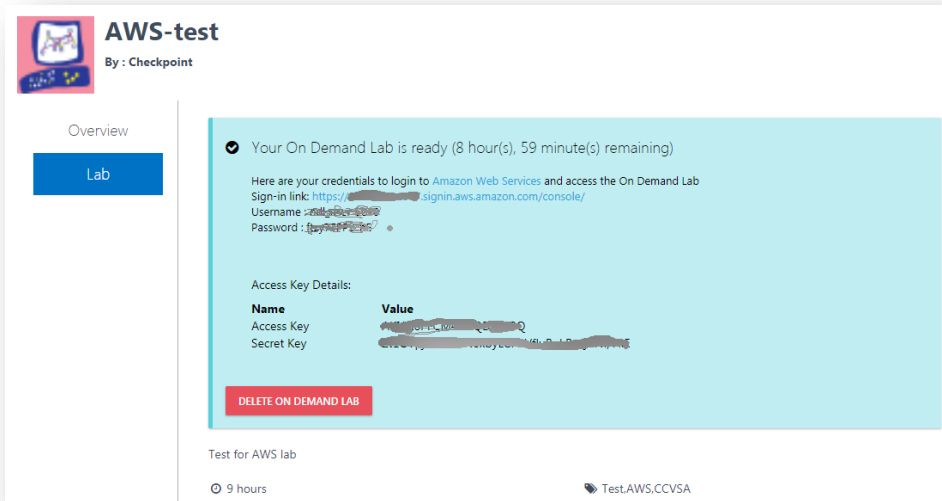 AWS-test
By : Checkpoint
Overview
Lab
Your On Demand Lab is ready (8 hour(s), 59 minute(s) remaining)
Here are your credentials to login to Amazon Web Services and access the On Demand Lab
Sign-in link: https:// .signin.aws.amazon.com/console/
Username :
Password :
Access Key Details:
Name Value
Access Key
Secret Key
DELETE ON DEMAND LAB
Test for AWS lab
9 hours
Test,AWS,CCVSA